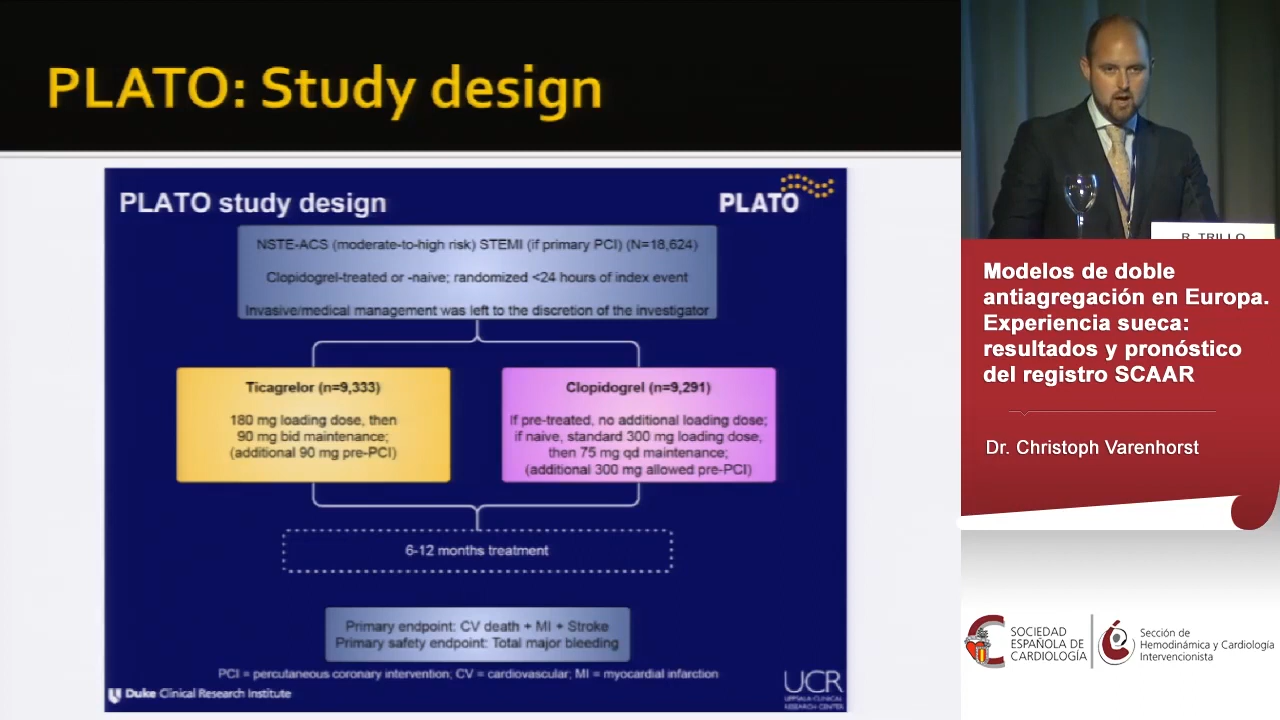 PLATO: Study design
PLATO study design
PLATO
NSTE-ACS (moderate-to-high risk) STEMI (if primary PCI) (N=18,624)
Clopidogrel-treated or -naive; randomized <24 hours of index event
Invasive/medical management was left to the discretion of the investigator
Ticagrelor (n=9,333)
180 mg loading dose, then
90 mg bid maintenance;
(additional 90 mg pre-PCI)
Clopidogrel (n=9,291)
If pre-treated, no additional loading dose;
if naive, standard 300 mg loading dose,
then 75 mg qd maintenance;
(additional 300 mg allowed pre-PCI)
6-12 months treatment
Primary endpoint: CV death + MI + Stroke
Primary safety endpoint: Total major bleeding
PCI = percutaneous coronary intervention; CV = cardiovascular; MI = myocardial infarction
Duke Clinical Research Institute
UCR
UPPSALA CLINICAL
RESEARCH CENTER
R. TRILLO
Modelos de doble
antiagregación en Europa.
Experiencia sueca:
resultados y pronóstico
del registro SCAAR
Dr. Christoph Varenhorst
SOCIEDAD
ESPAÑOLA DE
CARDIOLOGÍA
Sección de
Hemodinámica y Cardiología
Intervencionista